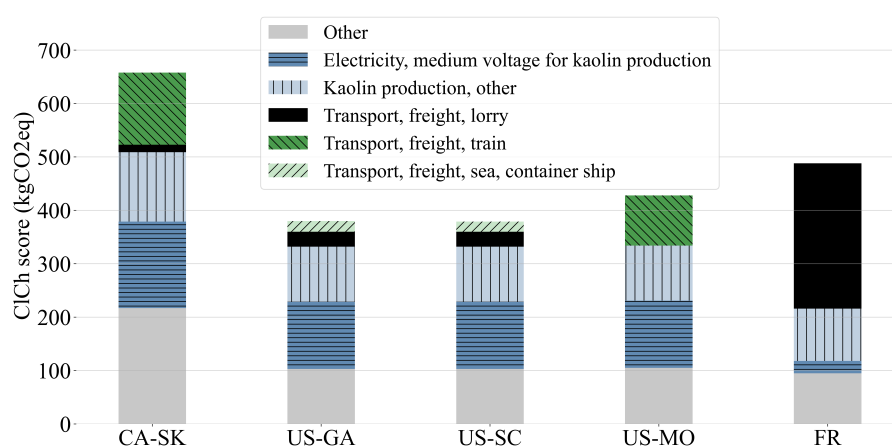 Other
Electricity, medium voltage for kaolin production
Kaolin production, other
Transport, freight, lorry
Transport, freight, train
Transport, freight, sea, container ship
ClCh score (kgCO2eq)
700
600
500
400
300
200
100
0
CA-SK US-GA US-SC US-MO FR